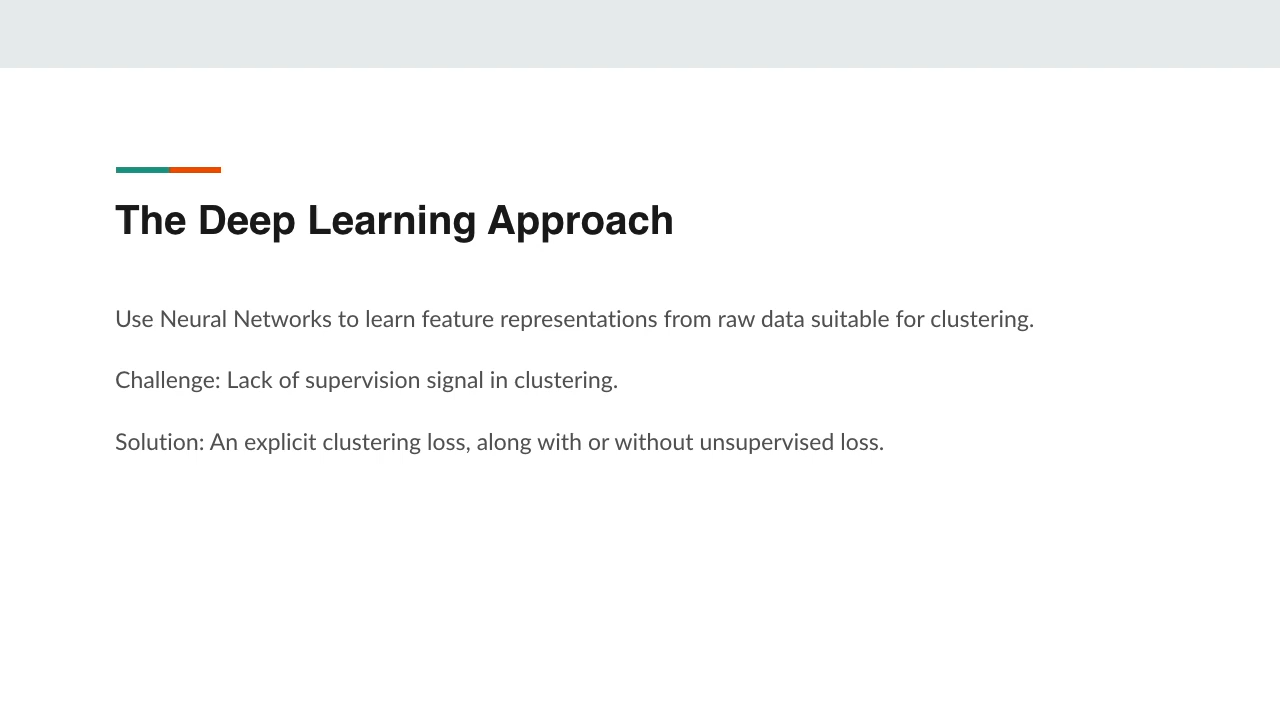 The Deep Learning Approach
Use Neural Networks to learn feature representations from raw data suitable for clustering.
Challenge: Lack of supervision signal in clustering.
Solution: An explicit clustering loss, along with or without unsupervised loss.